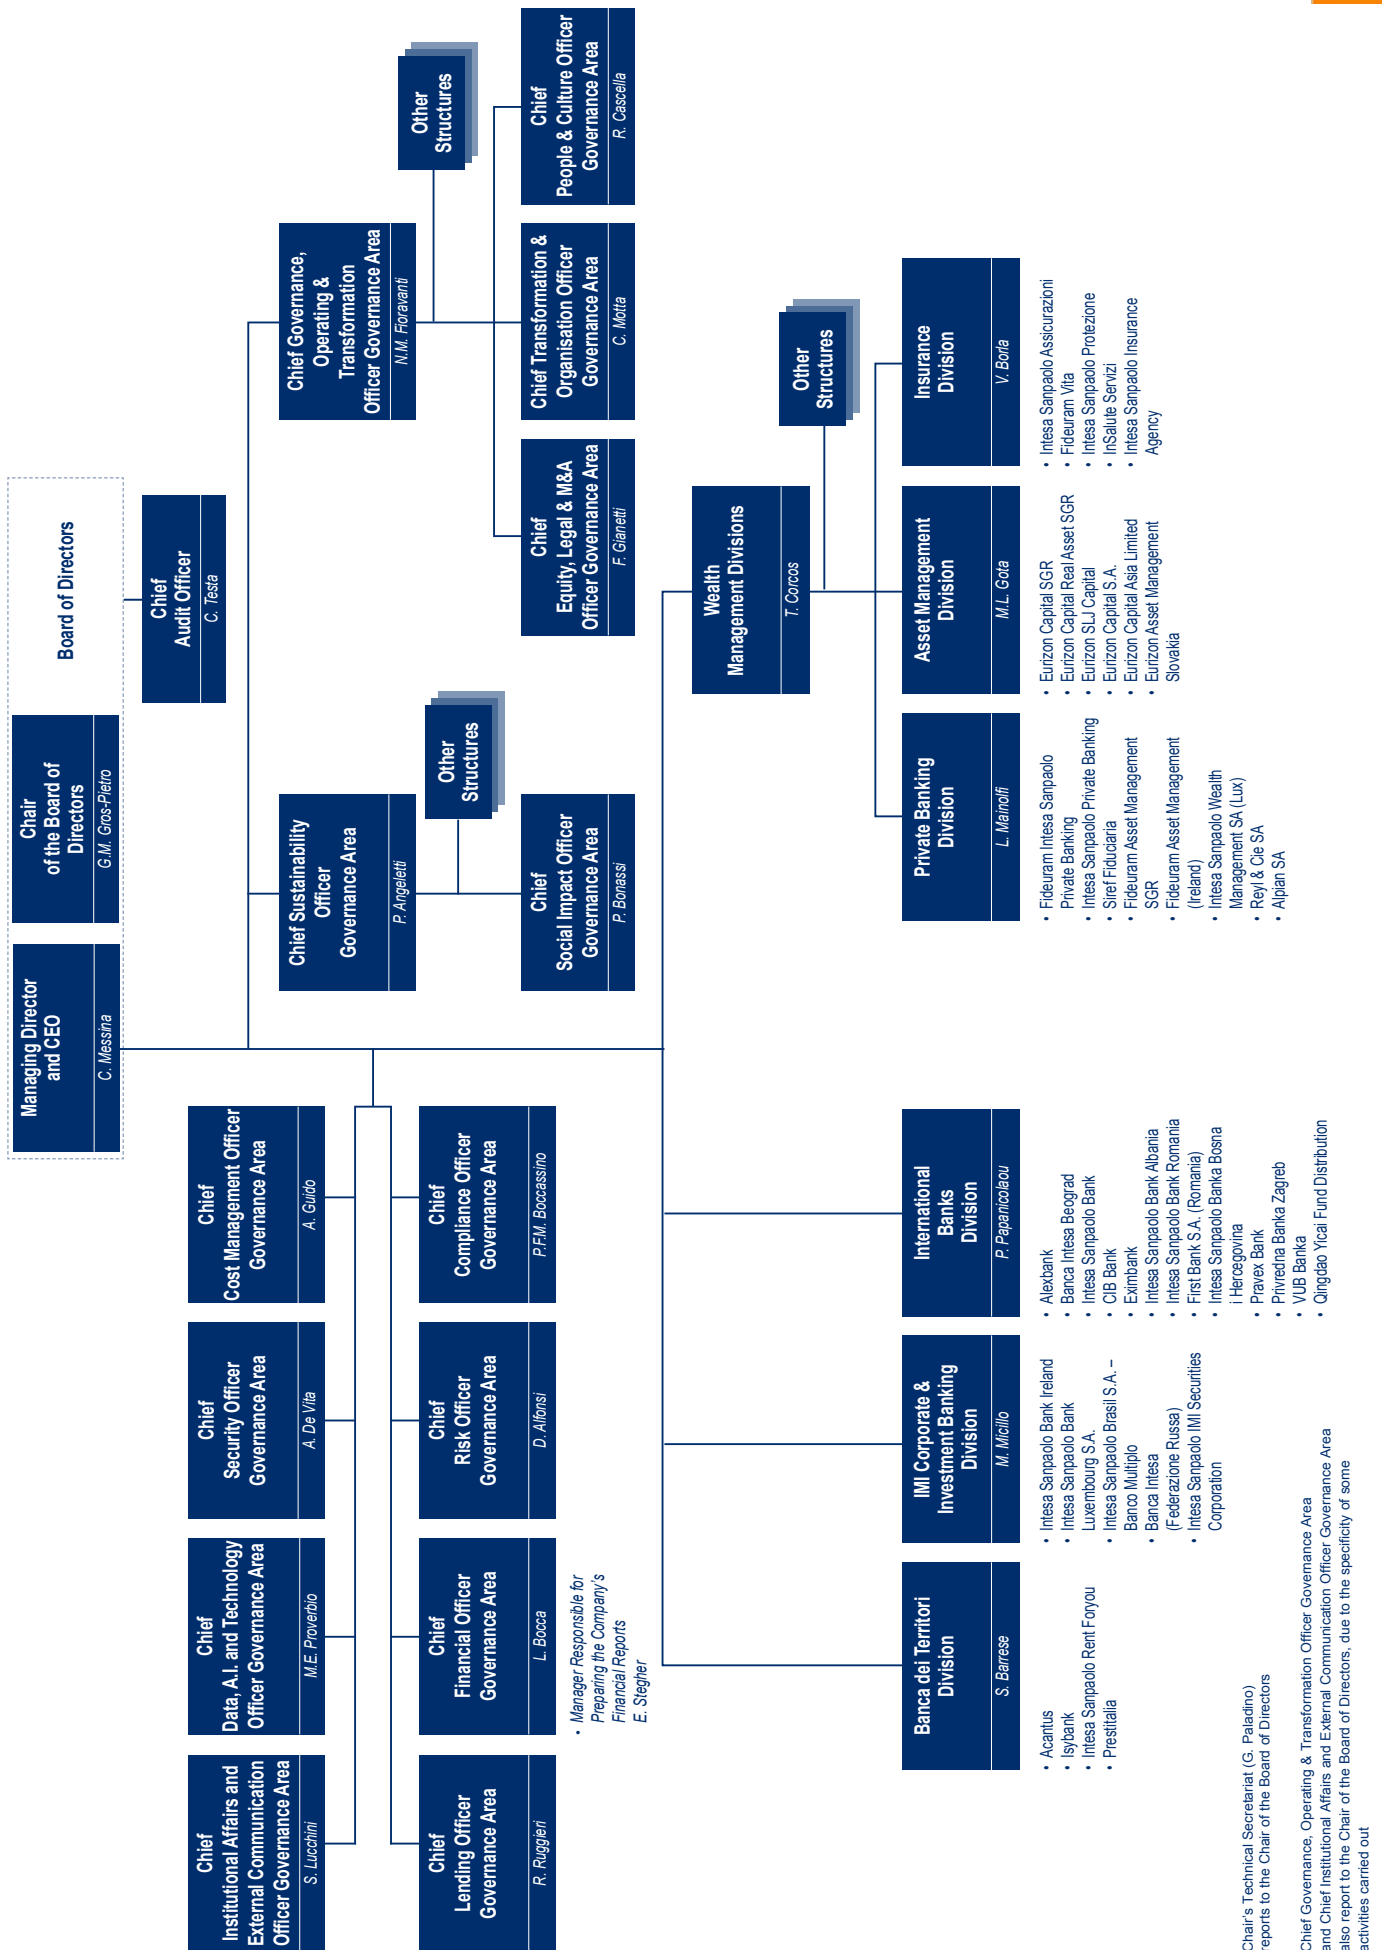 Managing Director
and CEO
C. Messina
Chair
of the Board of
Directors
G.M. Gros-Pietro
Board of Directors
Chief
Audit Officer
C. Testa
Chief
Institutional Affairs and
External Communication
Officer Governance Area
S. Lucchini
Chief
Data, A.I. and Technology
Officer Governance Area
M.E. Proverbio
Chief
Security Officer
Governance Area
A. De Vita
Chief
Cost Management Officer
Governance Area
A. Guido
Chief Sustainability
Officer
Governance Area
P. Angeletti
Chief Governance,
Operating &
Transformation
Officer Governance Area
N.M. Fioravanti
Other
Structures
Other
Structures
Chief
Lending Officer
Governance Area
R. Ruggieri
Chief
Financial Officer
Governance Area
L. Bocca
• Manager Responsible for
Preparing the Company's
Financial Reports
E. Stegher
Chief
Risk Officer
Governance Area
D. Alfonsi
Chief
Compliance Officer
Governance Area
P.F.M. Boccassino
Chief
Social Impact Officer
Governance Area
P. Bonassi
Chief
Equity, Legal & M&A
Officer Governance Area
F. Gianetti
Chief Transformation &
Organisation Officer
Governance Area
C. Motta
Chief
People & Culture Officer
Governance Area
R. Cascella
Wealth
Management Divisions
T. Corcos
Other
Structures
Banca dei Territori
Division
S. Barrese
• Acantus
• Isybank
• Intesa Sanpaolo Rent Foryou
• Prestitalia
IMI Corporate &
Investment Banking
Division
M. Micillo
• Intesa Sanpaolo Bank Ireland
• Intesa Sanpaolo Bank
Luxembourg S.A.
• Intesa Sanpaolo Brasil S.A. –
Banco Multiplo
• Banca Intesa
(Federazione Russa)
• Intesa Sanpaolo IMI Securities
Corporation
International
Banks
Division
P. Papanicolaou
• Alexbank
• Banca Intesa Beograd
• Intesa Sanpaolo Bank
• CIB Bank
• Eximbank
• Intesa Sanpaolo Bank Albania
• Intesa Sanpaolo Bank Romania
• First Bank S.A. (Romania)
• Intesa Sanpaolo Banka Bosna
i Hercegovina
• Pravex Bank
• Privredna Banka Zagreb
• VUB Banka
• Qingdao Yicai Fund Distribution
Private Banking
Division
L. Manolfi
• Fideuram Intesa Sanpaolo
Private Banking
• Intesa Sanpaolo Private Banking
• Siref Fiduciaria
• Fideuram Asset Management
SGR
• Fideuram Asset Management
(Ireland)
• Intesa Sanpaolo Wealth
Management SA (Lux)
• Reyl & Cie SA
• Alpian SA
Asset Management
Division
M.L. Gota
• Eurizon Capital SGR
• Eurizon Capital Real Asset SGR
• Eurizon SLJ Capital
• Eurizon Capital S.A.
• Eurizon Capital Asia Limited
• Eurizon Asset Management
Slovakia
Insurance
Division
V. Borla
• Intesa Sanpaolo Assicurazioni
• Fideuram Vita
• Intesa Sanpaolo Protezione
• InSalute Servizi
• Intesa Sanpaolo Insurance
Agency
Chair's Technical Secretariat (G. Paladino)
reports to the Chair of the Board of Directors
Chief Governance, Operating & Transformation Officer Governance Area
and Chief Institutional Affairs and External Communication Officer Governance Area
also report to the Chair of the Board of Directors, due to the specificity of some
activities carried out